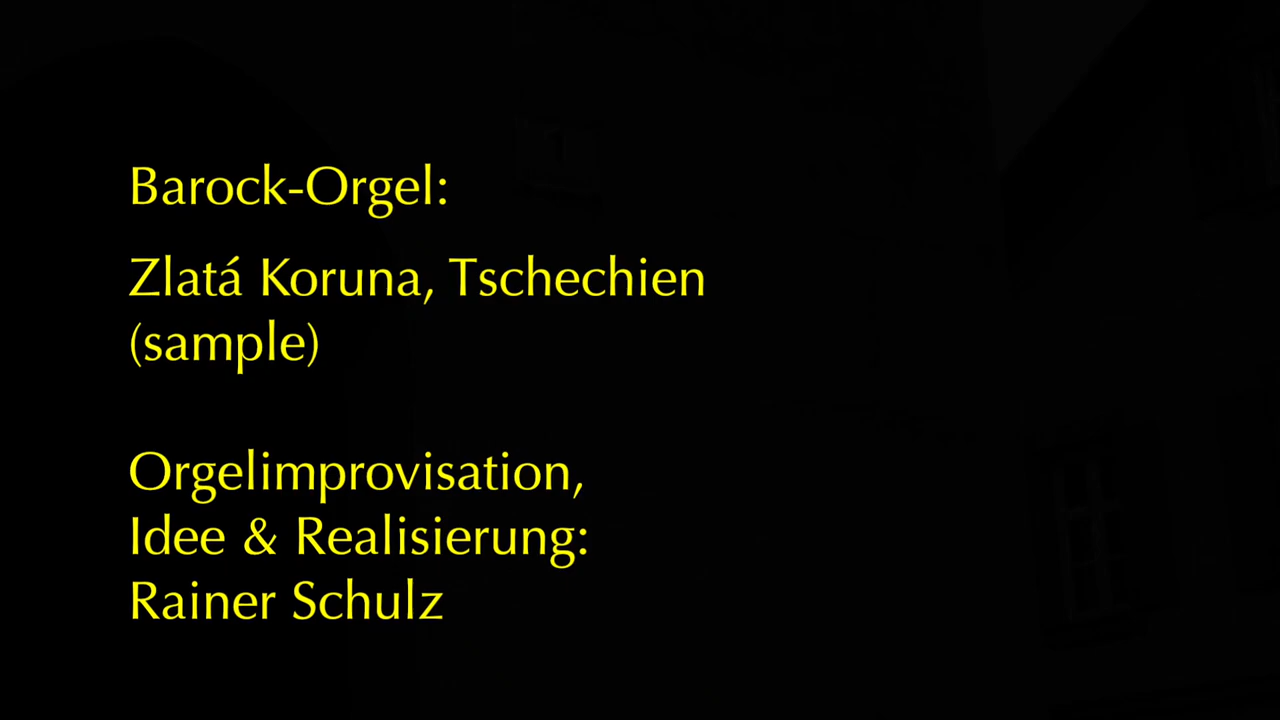 Barock-Orgel:
Zlatá Koruna, Tschechien
(sample)
Orgelimprovisation,
Idee & Realisierung:
Rainer Schulz